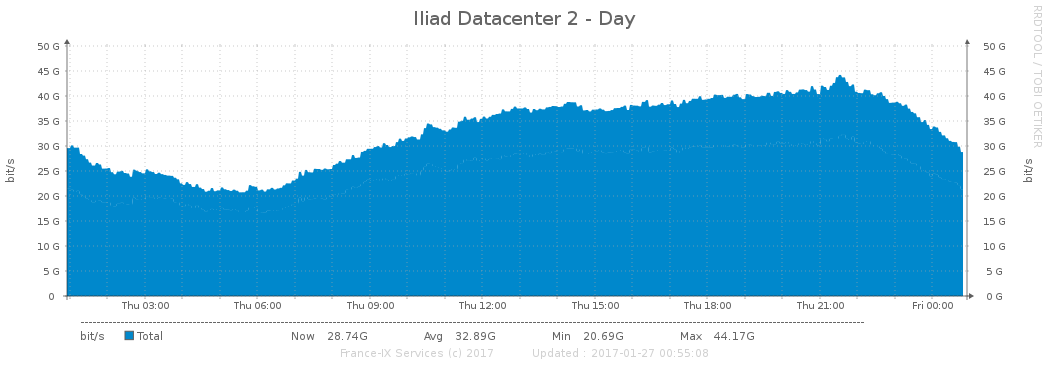 Iliad Datacenter 2 - Day
RRDTOOL / TOBI OETIKER
50 G 50 G
45 G 45 G
40 G 40 G
35 G 35 G
30 G 30 G
25 G 25 G
20 G 20 G
15 G 15 G
10 G 10 G
5 G 5 G
0 0 G
bit/s bit/s
Thu 03:00 Thu 06:00 Thu 09:00 Thu 12:00 Thu 15:00 Thu 18:00 Thu 21:00 Fri 00:00
bit/s Total Now 28.74G Avg 32.89G Min 20.69G Max 44.17G
France-IX Services (c) 2017 Updated : 2017-01-27 00:55:08